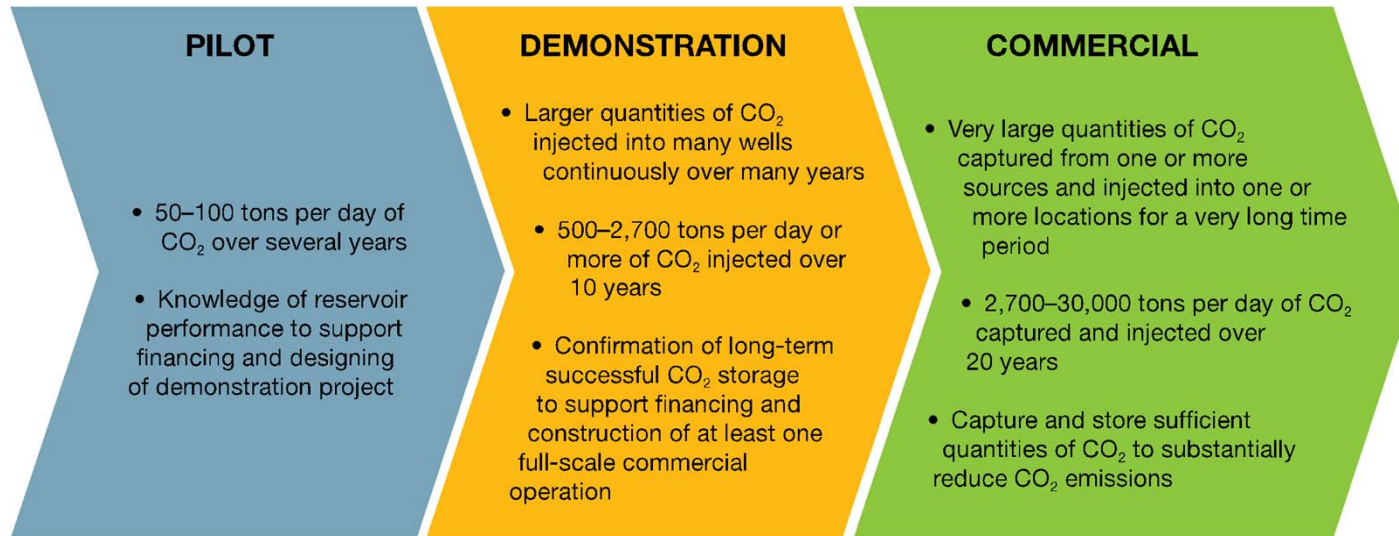 PILOT
• 50–100 tons per day of
CO₂ over several years
• Knowledge of reservoir
performance to support
financing and designing
of demonstration project
DEMONSTRATION
• Larger quantities of CO₂
injected into many wells
continuously over many years
• 500–2,700 tons per day or
more of CO₂ injected over
10 years
• Confirmation of long-term
successful CO₂ storage
to support financing and
construction of at least one
full-scale commercial
operation
COMMERCIAL
• Very large quantities of CO₂
captured from one or more
sources and injected into one or
more locations for a very long time
period
• 2,700–30,000 tons per day of CO₂
captured and injected over
20 years
• Capture and store sufficient
quantities of CO₂ to substantially
reduce CO₂ emissions